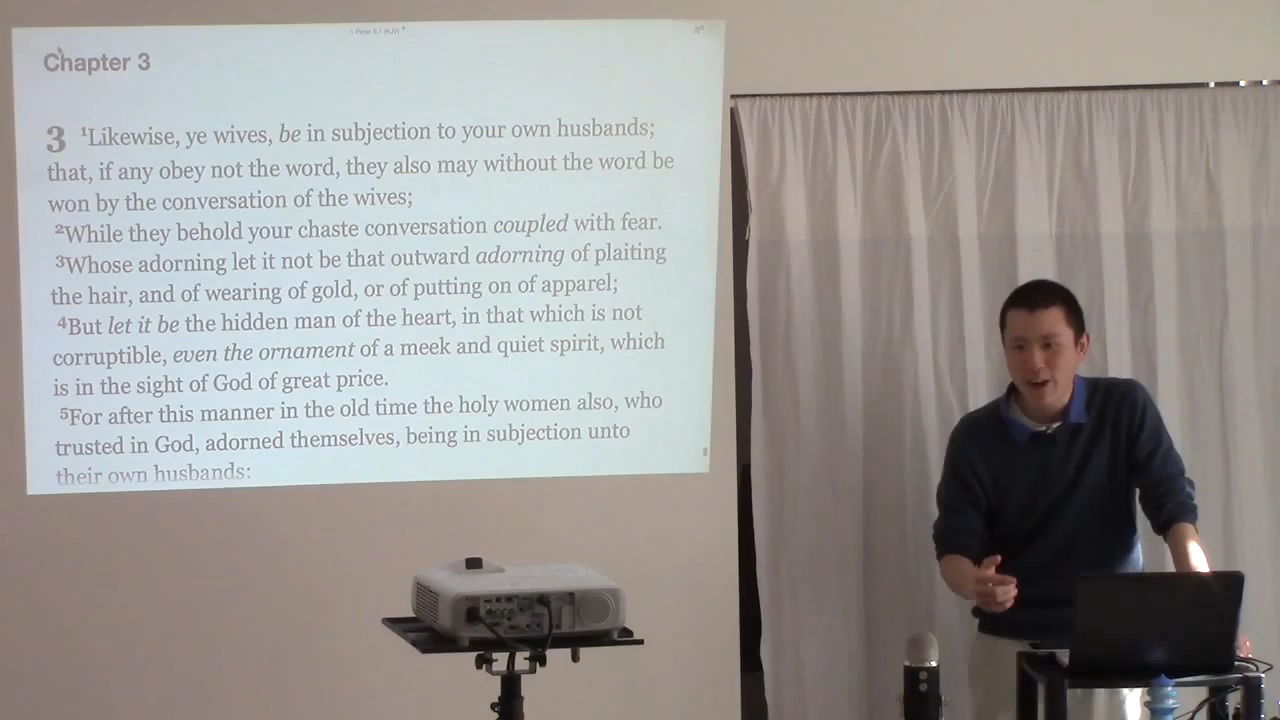 1 Peter 3:1 (KJV)
Chapter 3
3 1Likewise, ye wives, be in subjection to your own husbands;
that, if any obey not the word, they also may without the word be
won by the conversation of the wives;
2While they behold your chaste conversation coupled with fear.
3Whose adorning let it not be that outward adorning of plaiting
the hair, and of wearing of gold, or of putting on of apparel;
4But let it be the hidden man of the heart, in that which is not
corruptible, even the ornament of a meek and quiet spirit, which
is in the sight of God of great price.
5For after this manner in the old time the holy women also, who
trusted in God, adorned themselves, being in subjection unto
their own husbands: